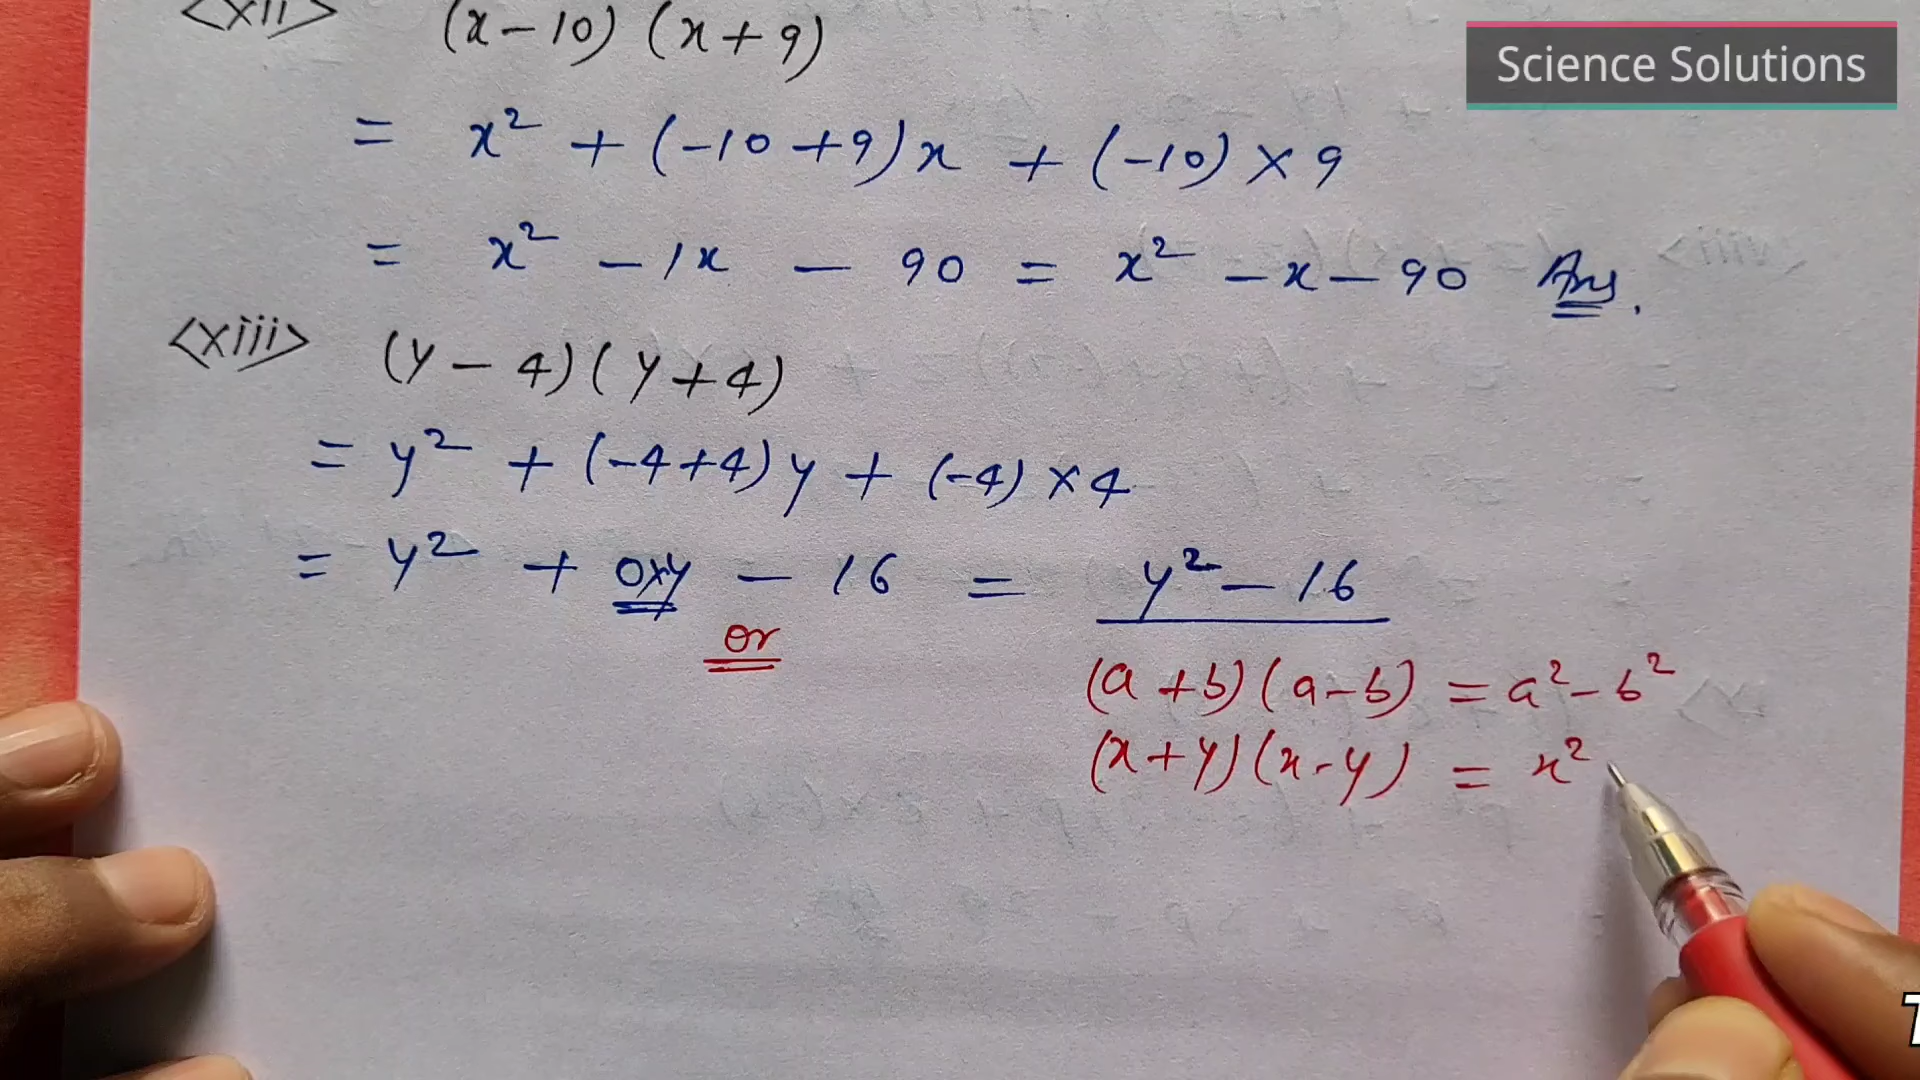 <xii> (x - 10) (x + 9)
Science Solutions
= x² + (-10 + 9)x + (-10) × 9
= x² - 1x - 90 = x² - x - 90 Ans.
<xiii> (y - 4) (y + 4)
= y² + (-4+4)y + (-4) × 4
= y² + 0×y - 16 = y² - 16
or
(a + b) (a - b) = a² - b²
(x + y) (x - y) = x²